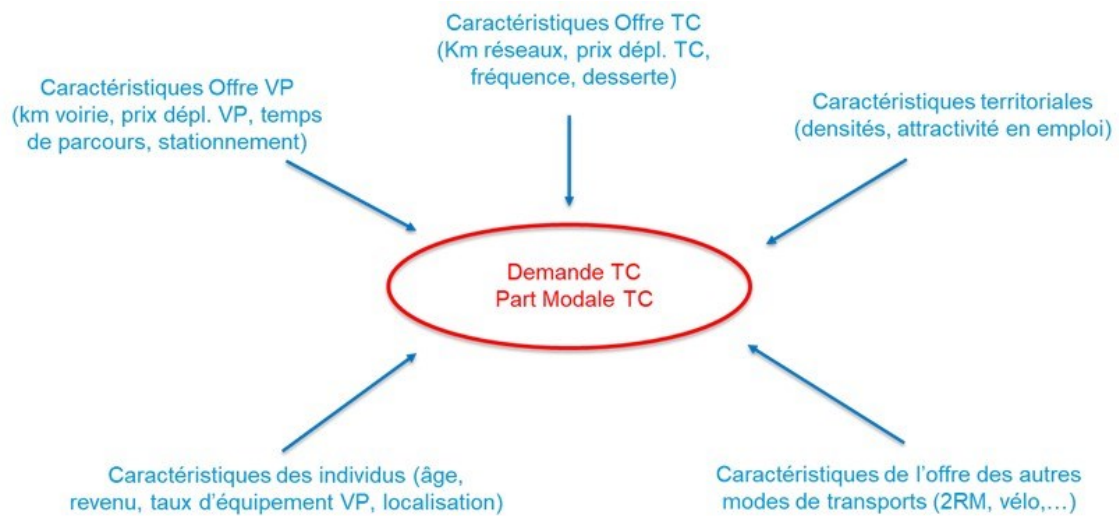 Caractéristiques Offre TC
(Km réseaux, prix dépl. TC,
fréquence, desserte)
Caractéristiques Offre VP
(km voirie, prix dépl. VP, temps
de parcours, stationnement)
Caractéristiques territoriales
(densités, attractivité en emploi)
Demande TC
Part Modale TC
Caractéristiques des individus (âge,
revenu, taux d'équipement VP, localisation)
Caractéristiques de l'offre des autres
modes de transports (2RM, vélo,...)